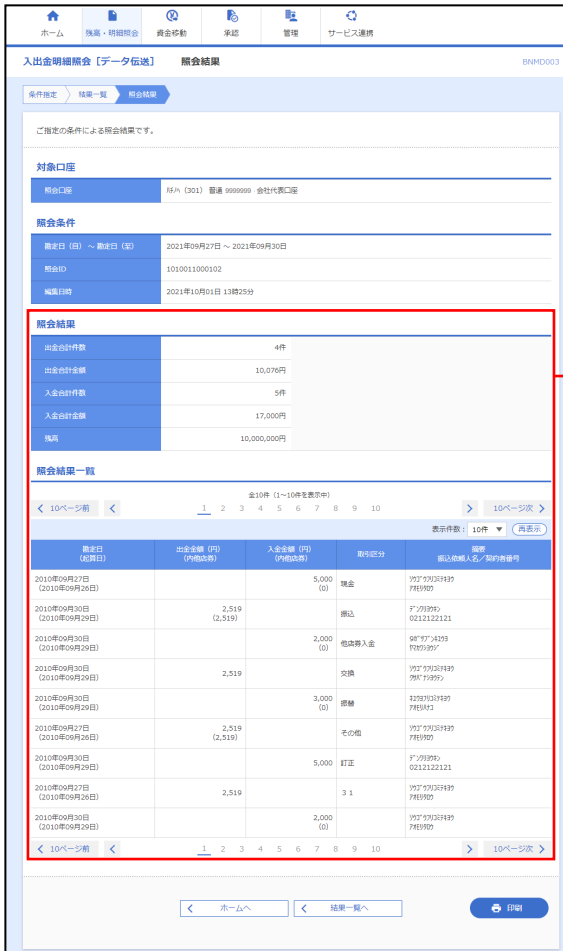 ホーム 残高・明細照会 資金移動 承認 管理 サービス連携
入出金明細照会［データ伝送］ 照会結果 BNMD003
条件指定 結果一覧 照会結果
ご指定の条件による照会結果です。
対象口座
照会口座 (301) 普通 9999999 会社代表口座
照会条件
勘定日（自）～ 勘定日（至） 2021年09月27日 ～ 2021年09月30日
照会ID 1010011000102
編集日時 2021年10月01日 13時25分
照会結果
出金合計件数 4件
出金合計金額 10,076円
入金合計件数 5件
入金合計金額 17,000円
残高 10,000,000円
照会結果一覧
全10件（1～10件を表示中）
10ページ前 1 2 3 4 5 6 7 8 9 10 10ページ次
表示件数： 10件 再表示
勘定日 出金金額（円） 入金金額（円） 取引区分 摘要
（起算日） （内他店券） （内他店券） 振込依頼人名／契約者番号
2010年09月27日 5,000 現金
（2010年09月26日） (0)
2010年09月30日 2,519 振込
（2010年09月29日） (2,519) 0212122121
2010年09月30日 2,000 他店券入金
（2010年09月29日） (0)
2010年09月30日 2,519 交換
（2010年09月29日）
2010年09月30日 3,000 振替
（2010年09月29日） (0)
2010年09月27日 2,519 その他
（2010年09月26日） (2,519)
2010年09月30日 5,000 訂正
（2010年09月29日） 0212122121
2010年09月27日 2,519 ３１
（2010年09月26日）
2010年09月30日 2,000
（2010年09月29日） (0)
10ページ前 1 2 3 4 5 6 7 8 9 10 10ページ次
ホームへ 結果一覧へ 印刷